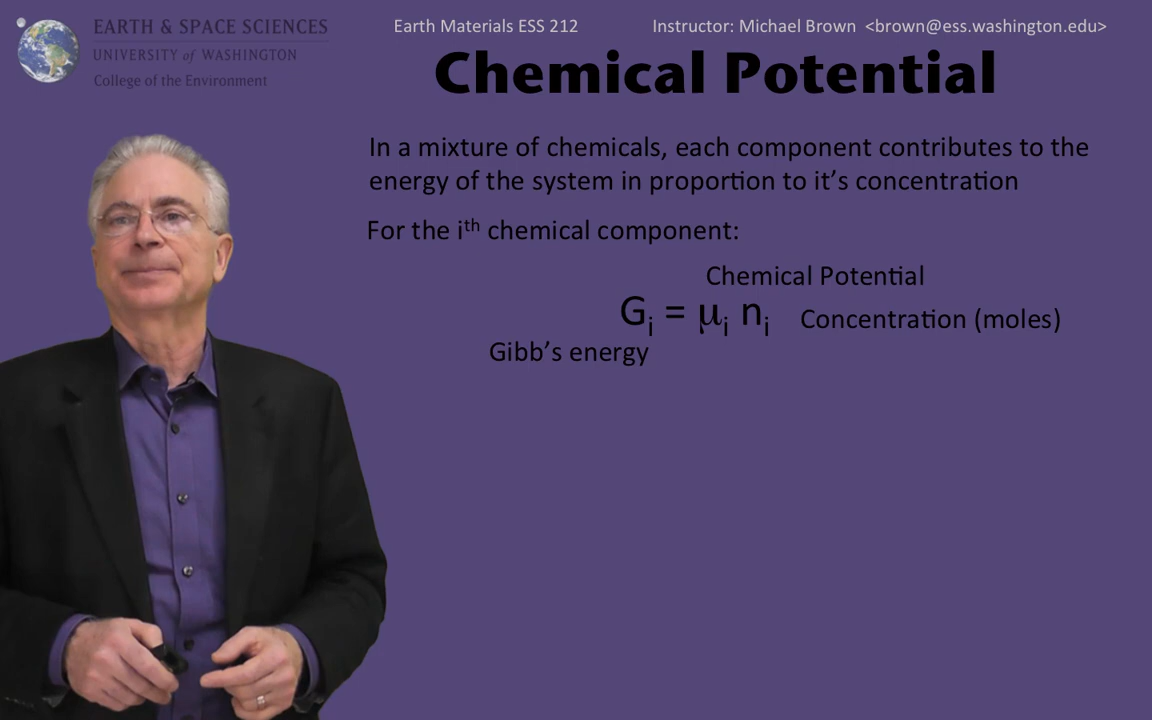 EARTH & SPACE SCIENCES
UNIVERSITY of WASHINGTON
College of the Environment
Earth Materials ESS 212
Instructor: Michael Brown <brown@ess.washington.edu>
Chemical Potential
In a mixture of chemicals, each component contributes to the
energy of the system in proportion to it’s concentration
For the iᵗʰ chemical component:
Chemical Potential
Gᵢ = μᵢ nᵢ
Concentration (moles)
Gibb’s energy